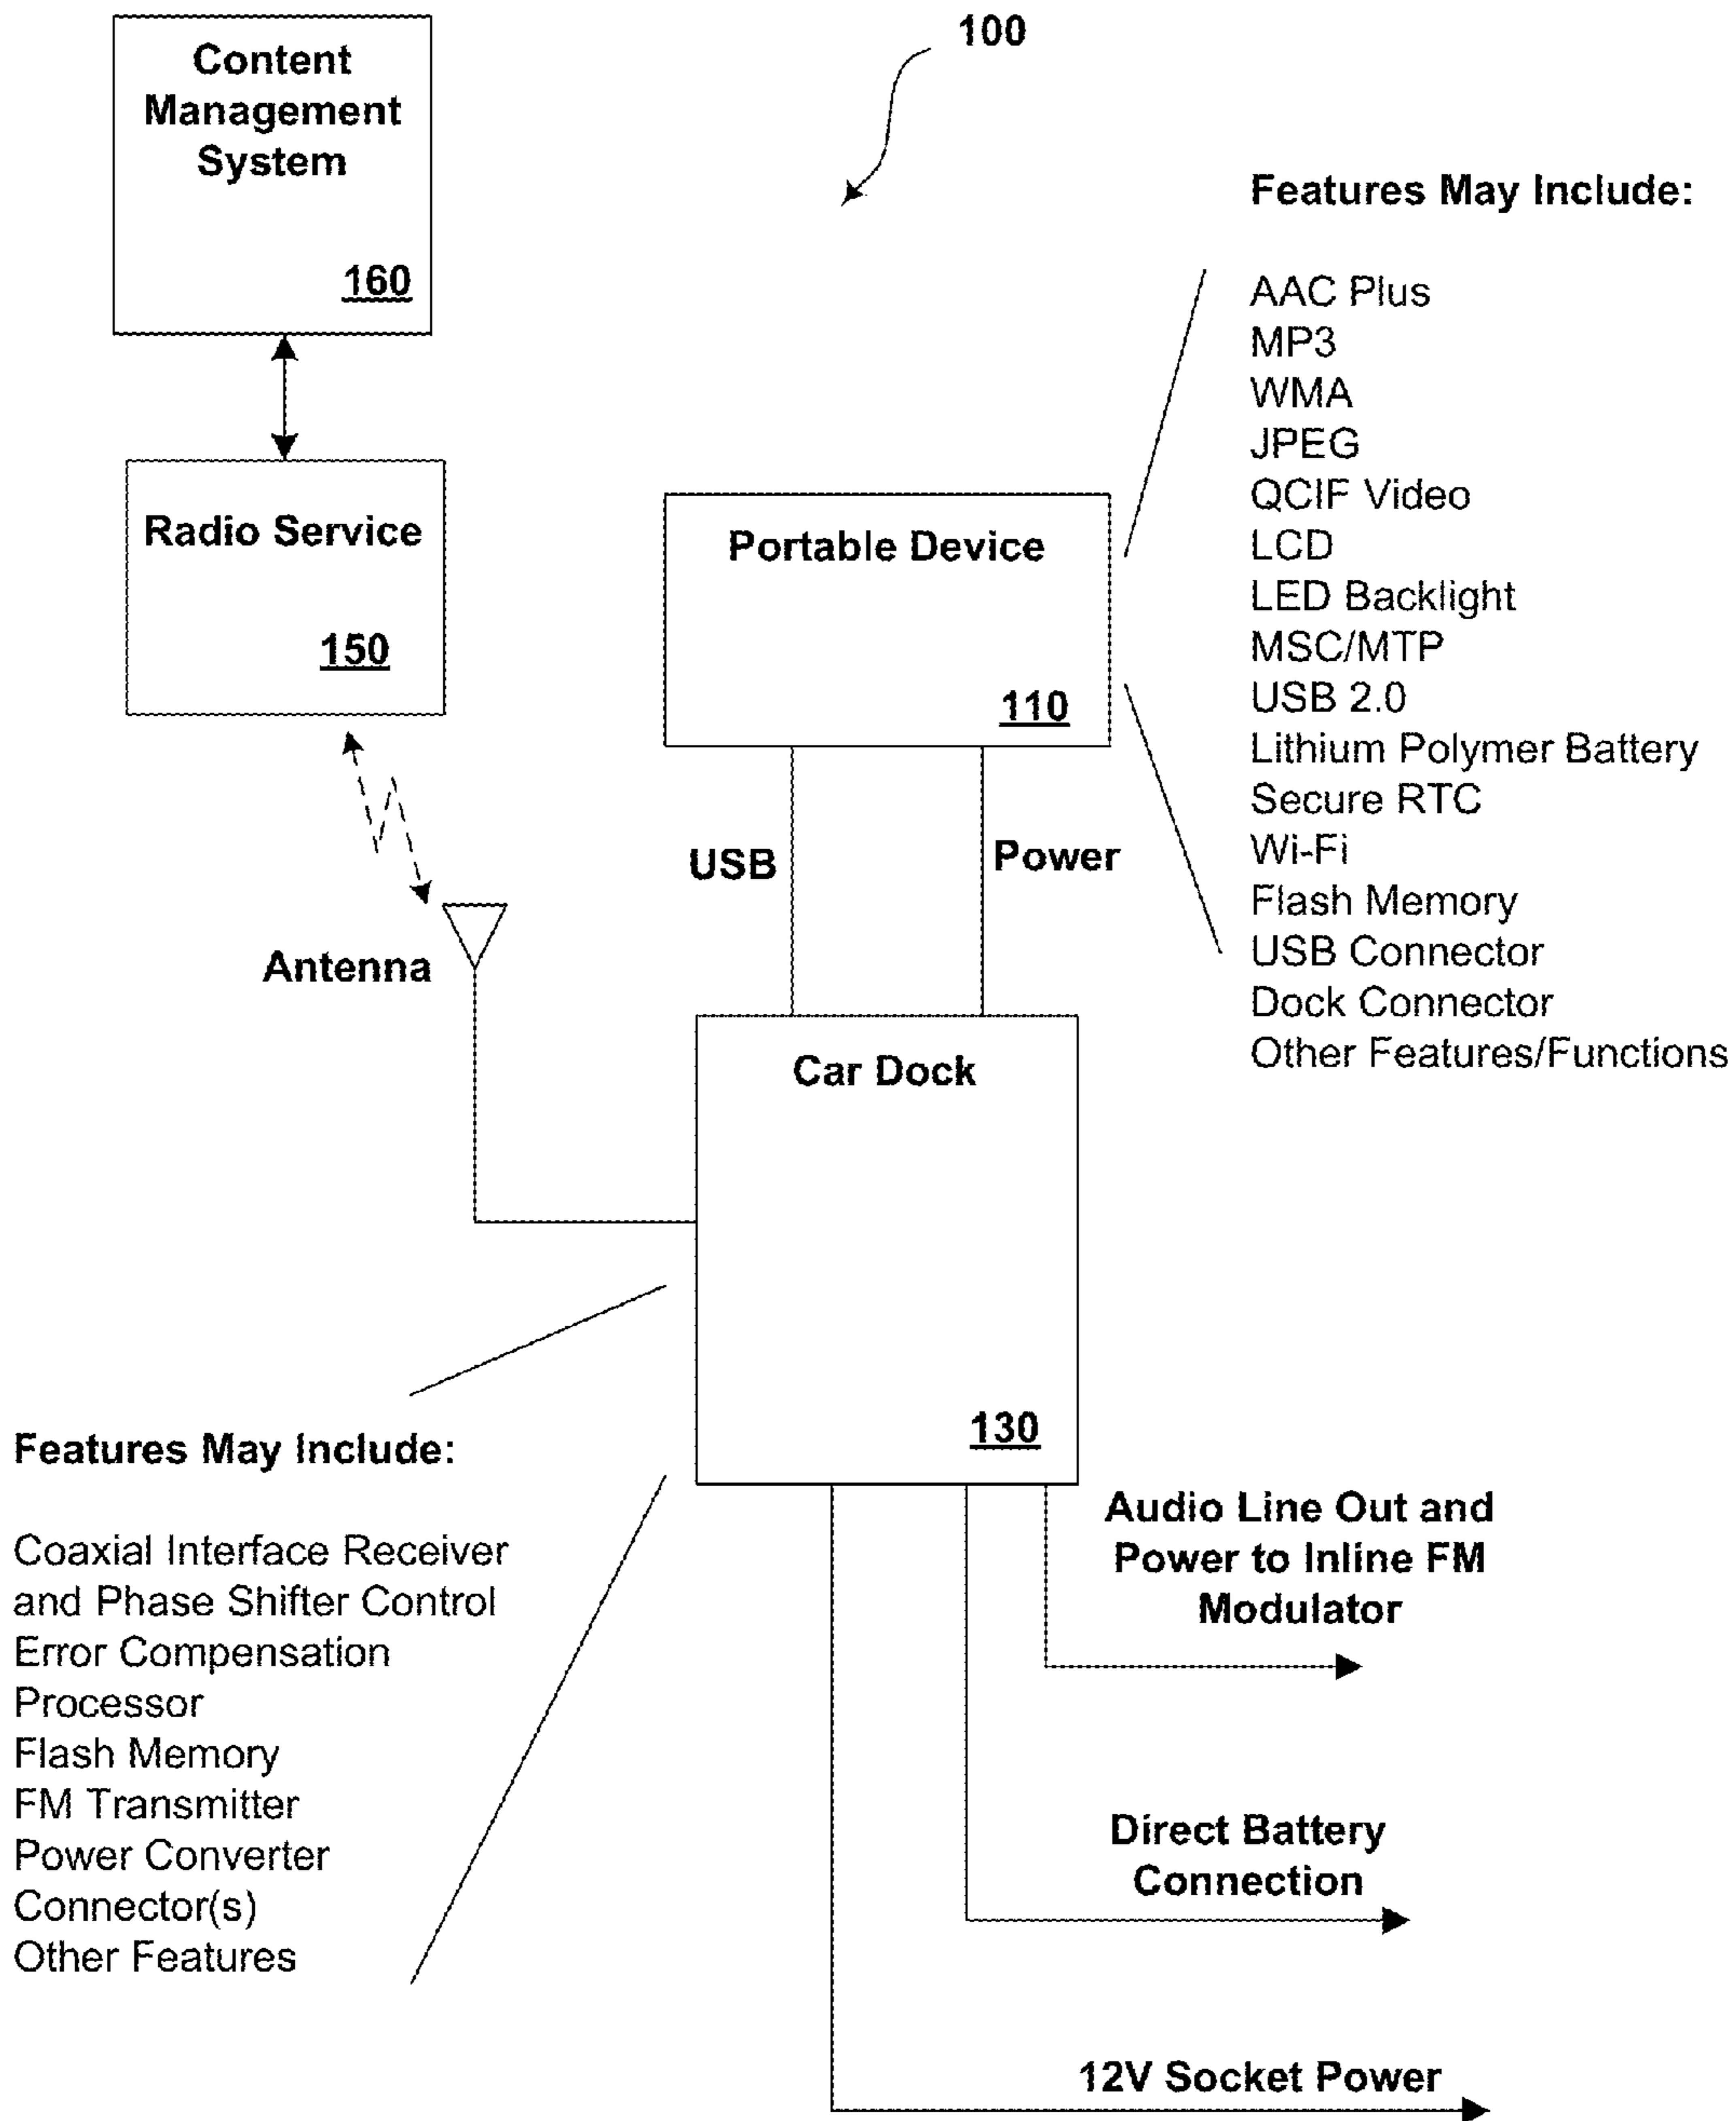 100
Content
Management
System
160
Radio Service
150
Antenna
Portable Device
110
USB
Power
Features May Include:
AAC Plus
MP3
WMA
JPEG
QCIF Video
LCD
LED Backlight
MSC/MTP
USB 2.0
Lithium Polymer Battery
Secure RTC
Wi-Fi
Flash Memory
USB Connector
Dock Connector
Other Features/Functions
Car Dock
130
Features May Include:
Coaxial Interface Receiver
and Phase Shifter Control
Error Compensation
Processor
Flash Memory
FM Transmitter
Power Converter
Connector(s)
Other Features
Audio Line Out and
Power to Inline FM
Modulator
Direct Battery
Connection
12V Socket Power